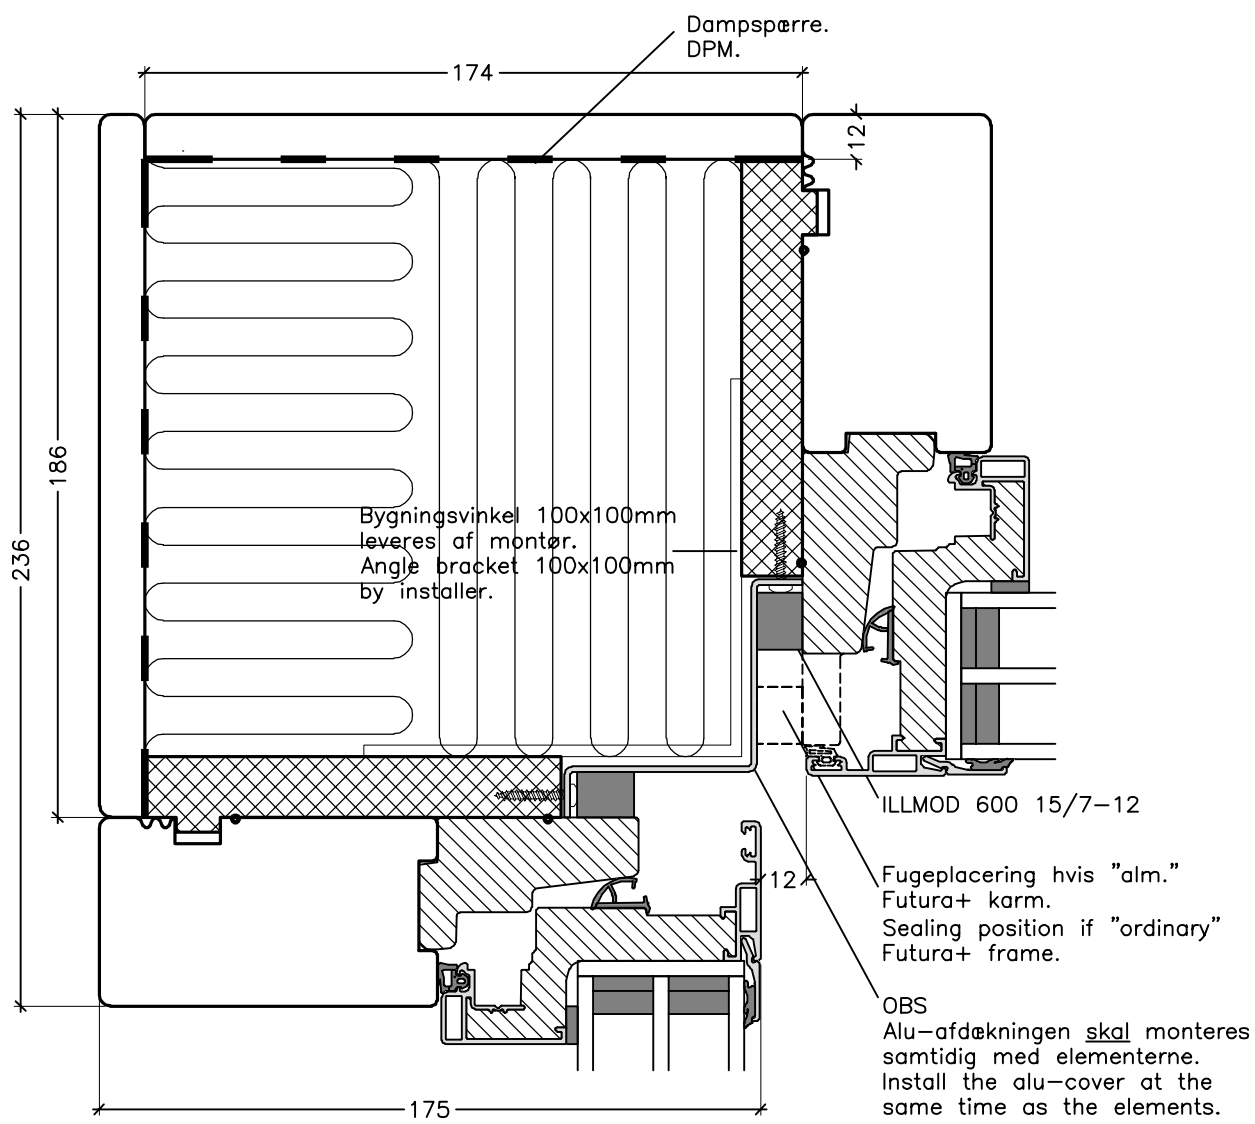 Dampspærre.
DPM.
174
12
186
236
Bygningsvinkel 100x100mm
leveres af montør.
Angle bracket 100x100mm
by installer.
ILLMOD 600 15/7-12
12
Fugeplacering hvis "alm."
Futura+ karm.
Sealing position if "ordinary"
Futura+ frame.
OBS
Alu-afdækningen skal monteres
samtidig med elementerne.
Install the alu-cover at the
same time as the elements.
175